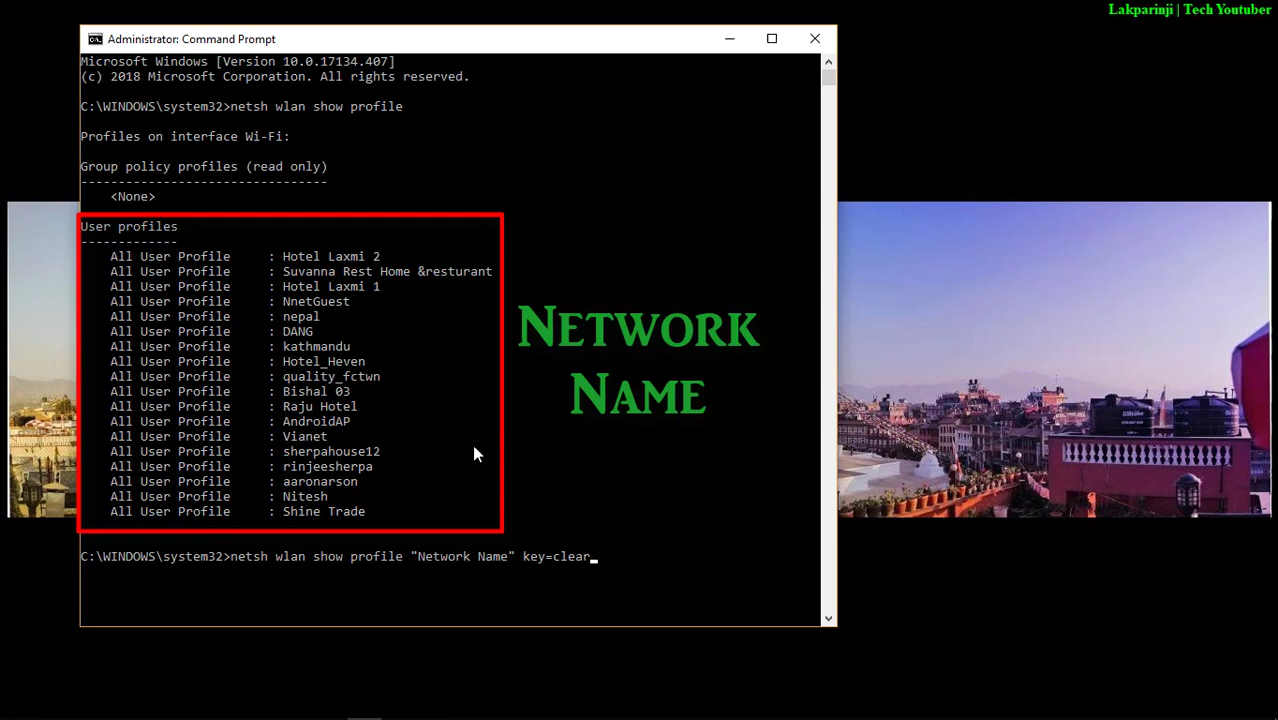 Lakparinji | Tech Youtuber
Administrator: Command Prompt
Microsoft Windows [Version 10.0.17134.407]
(c) 2018 Microsoft Corporation. All rights reserved.
C:\WINDOWS\system32>netsh wlan show profile
Profiles on interface Wi-Fi:
Group policy profiles (read only)
---------------------------------
    <None>
User profiles
-------------
    All User Profile     : Hotel Laxmi 2
    All User Profile     : Suvanna Rest Home &resturant
    All User Profile     : Hotel Laxmi 1
    All User Profile     : NnetGuest
    All User Profile     : nepal
    All User Profile     : DANG
    All User Profile     : kathmandu
    All User Profile     : Hotel_Heven
    All User Profile     : quality_fctwn
    All User Profile     : Bishal 03
    All User Profile     : Raju Hotel
    All User Profile     : AndroidAP
    All User Profile     : Vianet
    All User Profile     : sherpahouse12
    All User Profile     : rinjeesherpa
    All User Profile     : aaronarson
    All User Profile     : Nitesh
    All User Profile     : Shine Trade
C:\WINDOWS\system32>netsh wlan show profile "Network Name" key=clear_
NETWORK
NAME